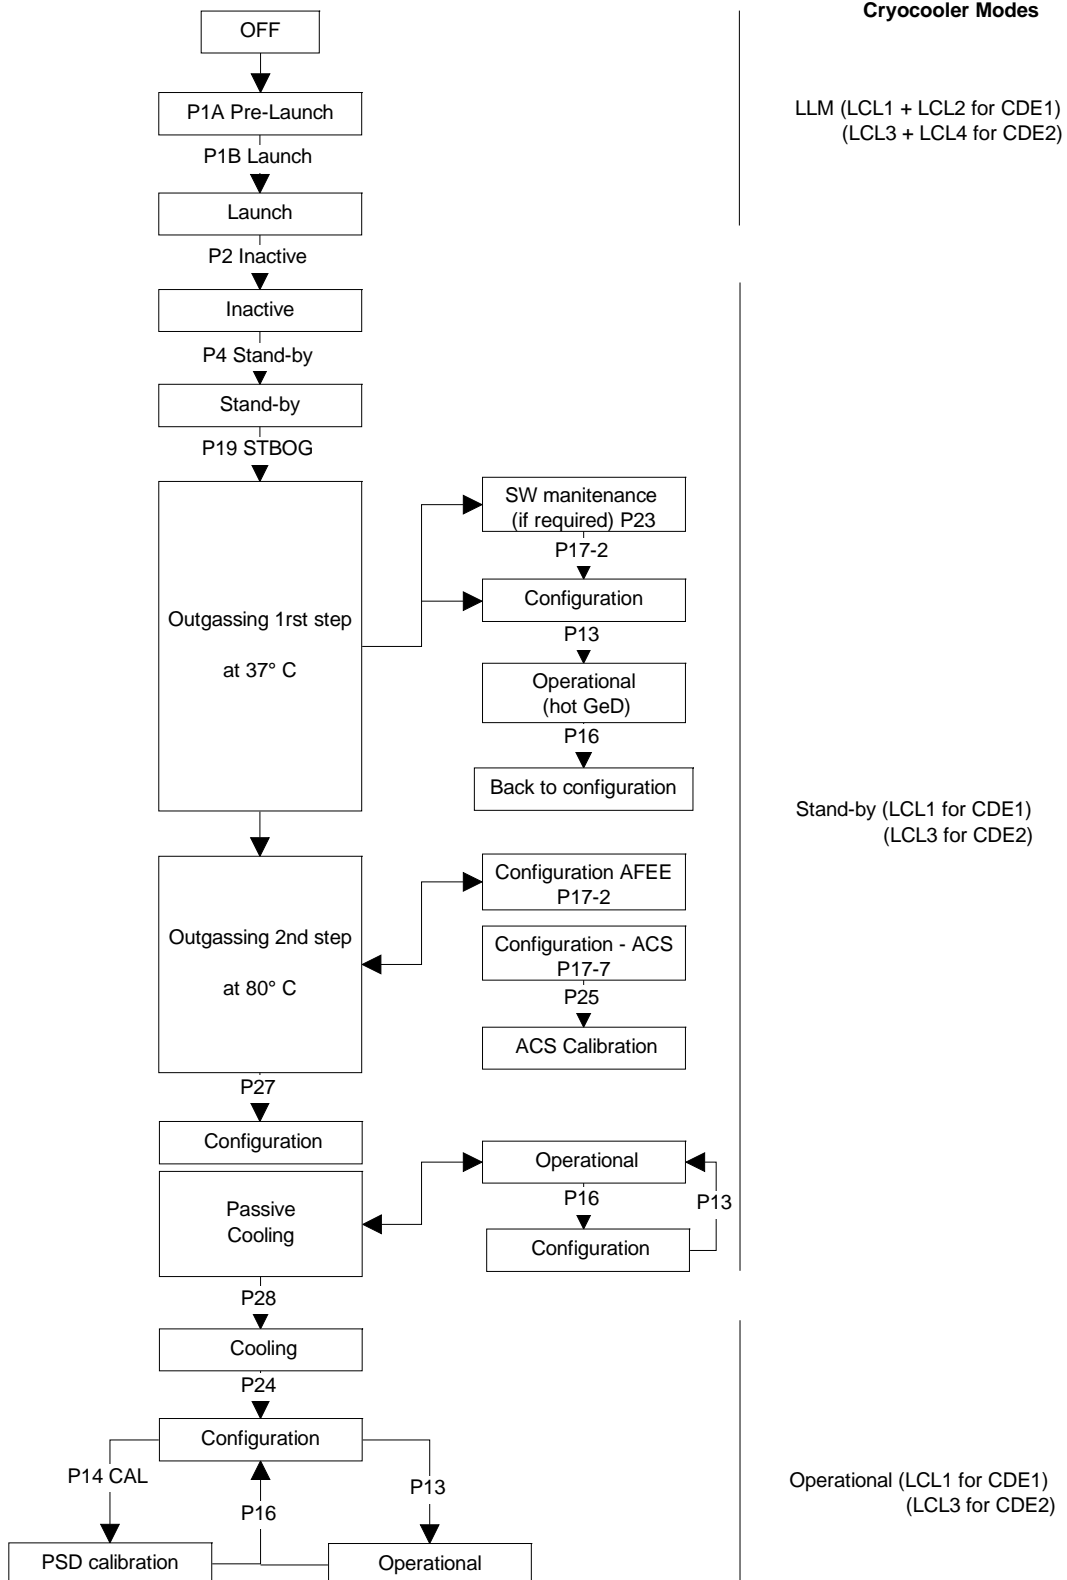 Cryocooler Modes
OFF
P1A Pre-Launch
LLM (LCL1 + LCL2 for CDE1)
(LCL3 + LCL4 for CDE2)
P1B Launch
Launch
P2 Inactive
Inactive
P4 Stand-by
Stand-by
P19 STBOG
Outgassing 1rst step
at 37° C
SW manitenance
(if required) P23
P17-2
Configuration
P13
Operational
(hot GeD)
P16
Back to configuration
Stand-by (LCL1 for CDE1)
(LCL3 for CDE2)
Outgassing 2nd step
at 80° C
Configuration AFEE
P17-2
Configuration - ACS
P17-7
P25
ACS Calibration
P27
Configuration
Passive
Cooling
Operational
P16
P13
Configuration
P28
Cooling
P24
Configuration
P14 CAL
P16
P13
PSD calibration
Operational
Operational (LCL1 for CDE1)
(LCL3 for CDE2)